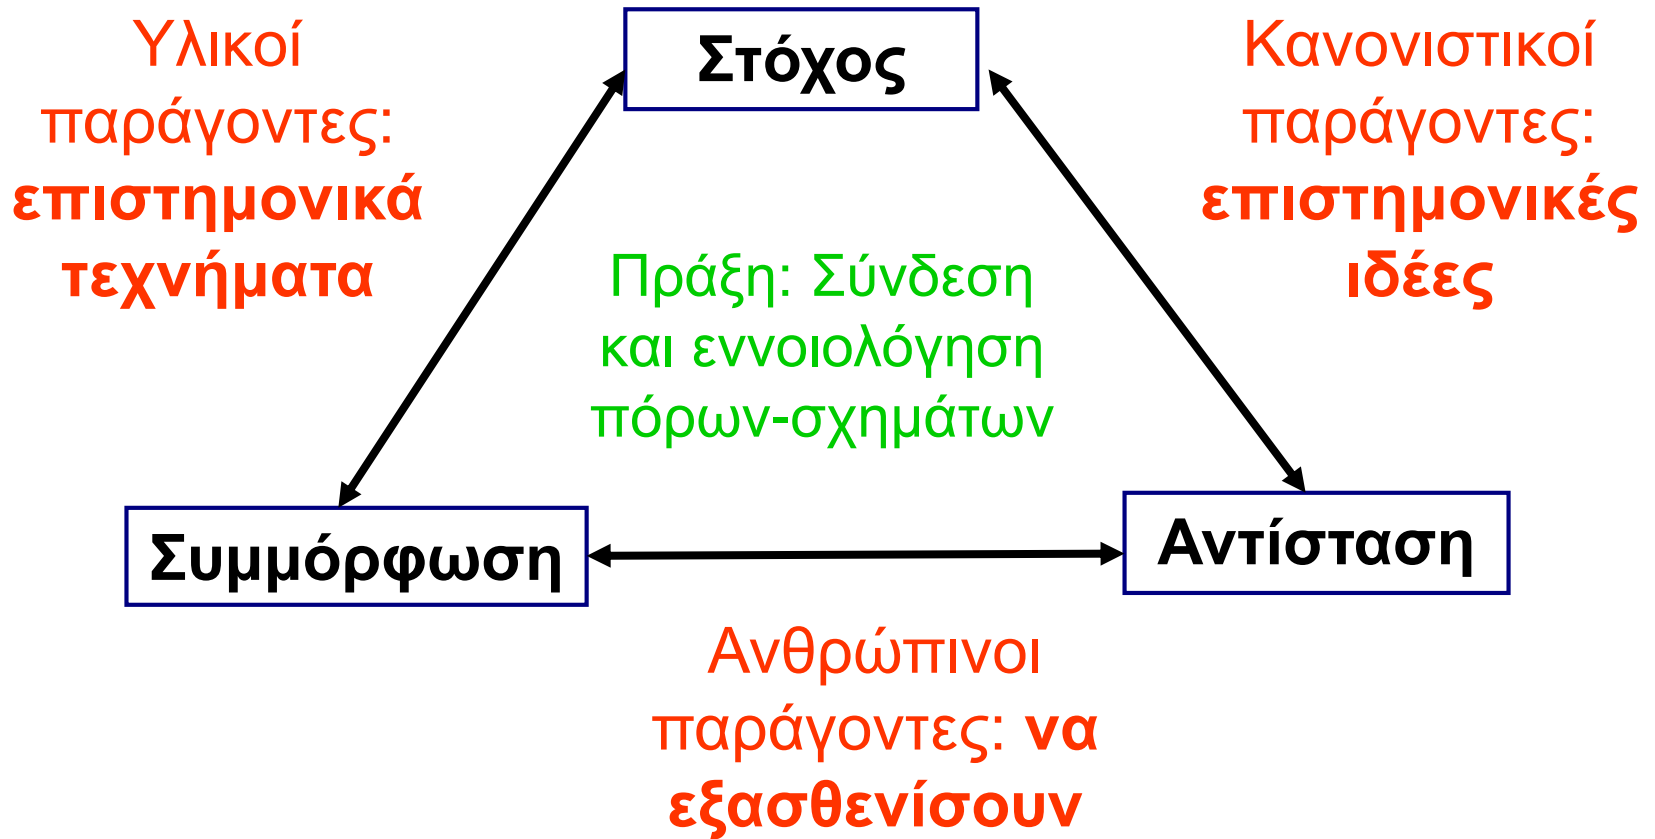 Υλικοί
παράγοντες:
επιστημονικά
τεχνήματα
Στόχος
Κανονιστικοί
παράγοντες:
επιστημονικές
ιδέες
Πράξη: Σύνδεση
και εννοιολόγηση
πόρων-σχημάτων
Συμμόρφωση
Αντίσταση
Ανθρώπινοι
παράγοντες: να
εξασθενίσουν